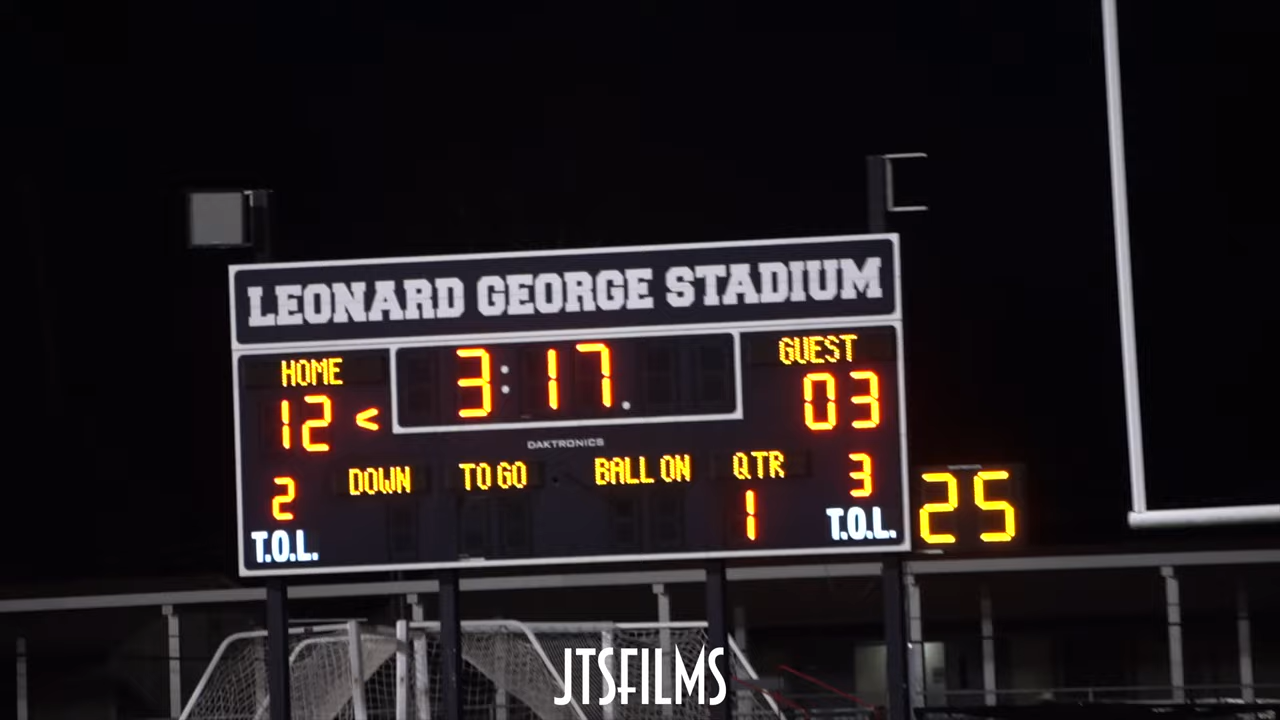 LEONARD GEORGE STADIUM
HOME 3:17 GUEST
12 < 03
DAKTRONICS
DOWN TO GO BALL ON QTR
2 1 3 25
T.O.L. T.O.L.
JTSFILMS